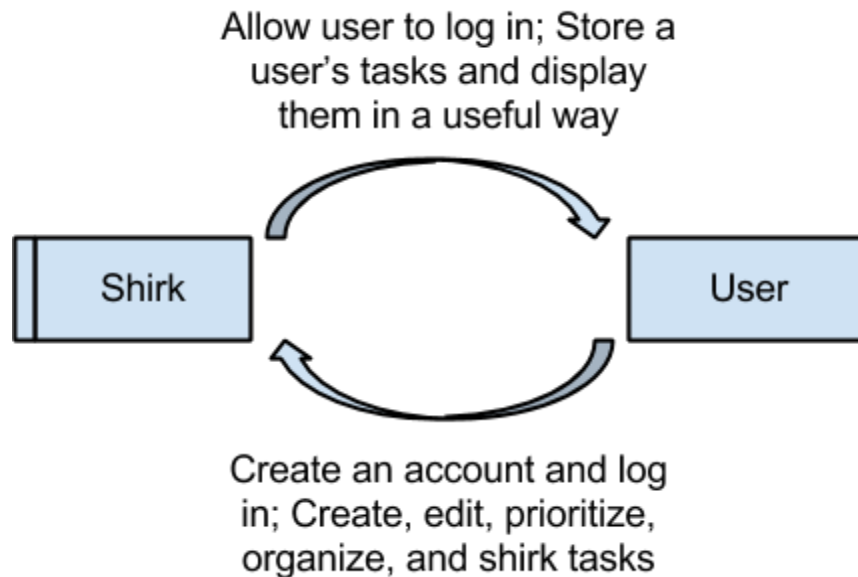 Allow user to log in; Store a
user’s tasks and display
them in a useful way
Shirk
User
Create an account and log
in; Create, edit, prioritize,
organize, and shirk tasks